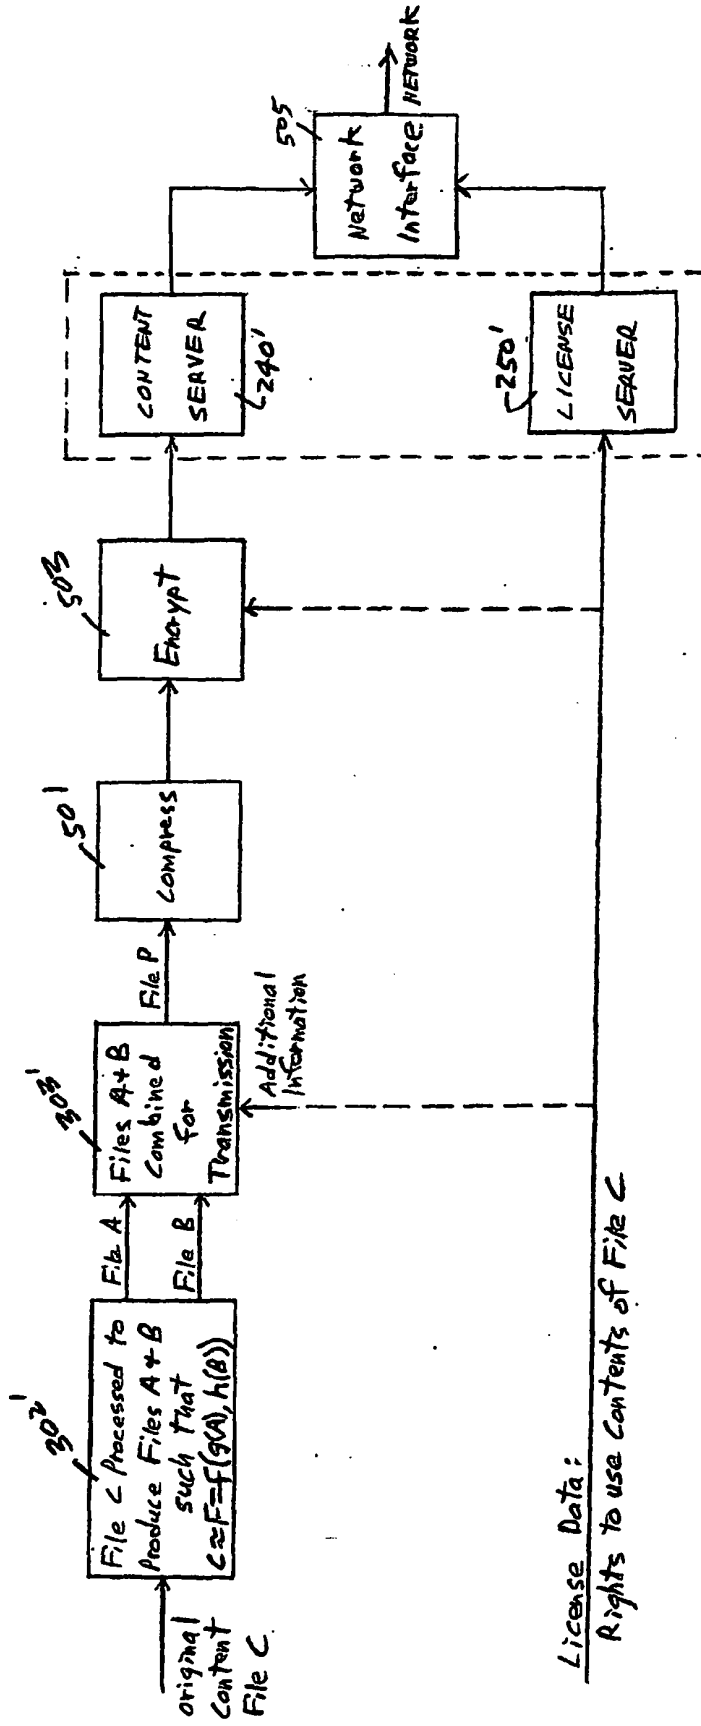 original
Content
File C
302'
File C Processed to
Produce Files A+B
such that
C≈F=f(g(A), h(B))
File A
File B
303'
Files A+B
Combined
for
Transmission
Additional
Information
File P
501
Compress
503
Encrypt
CONTENT
SERVER
240'
250'
LICENSE
SERVER
505
Network
Interface
NETWORK
License Data:
Rights to use Contents of File C